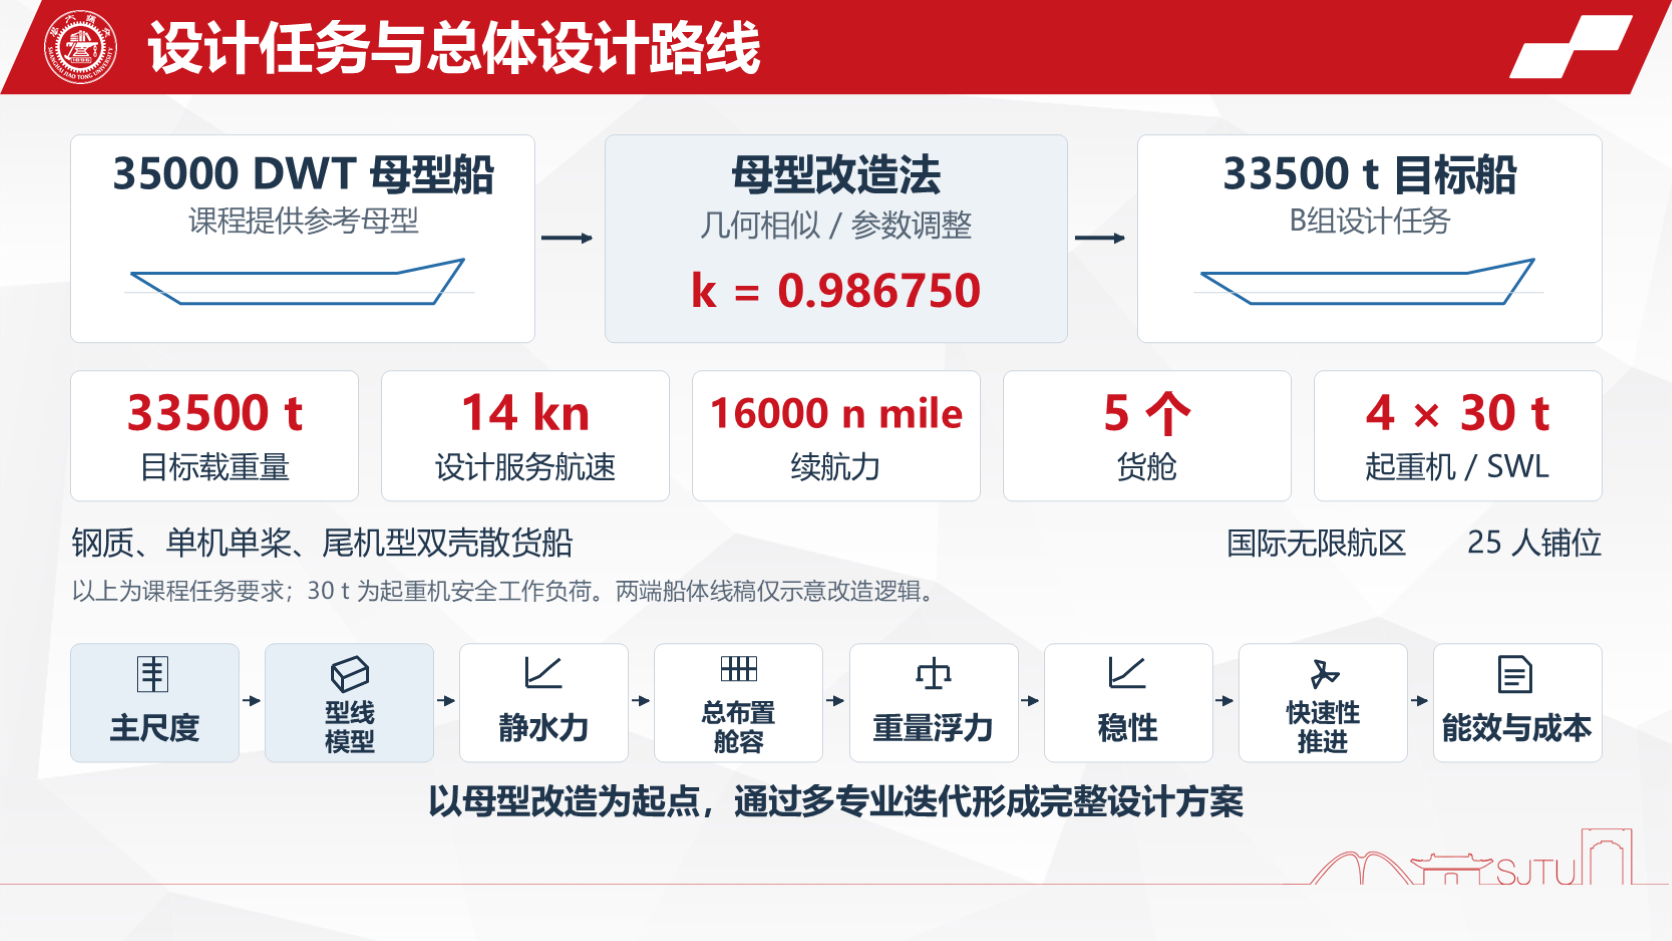 设计任务与总体设计路线
SHANGHAI JIAO TONG UNIVERSITY
35000 DWT 母型船
课程提供参考母型
母型改造法
几何相似 / 参数调整
k = 0.986750
33500 t 目标船
B组设计任务
33500 t
目标载重量
14 kn
设计服务航速
16000 n mile
续航力
5 个
货舱
4 × 30 t
起重机 / SWL
钢质、单机单桨、尾机型双壳散货船
国际无限航区 25 人铺位
以上为课程任务要求；30 t 为起重机安全工作负荷。两端船体线稿仅示意改造逻辑。
主尺度
型线
模型
静水力
总布置
舱容
重量浮力
稳性
快速性
推进
能效与成本
以母型改造为起点，通过多专业迭代形成完整设计方案
SJTU